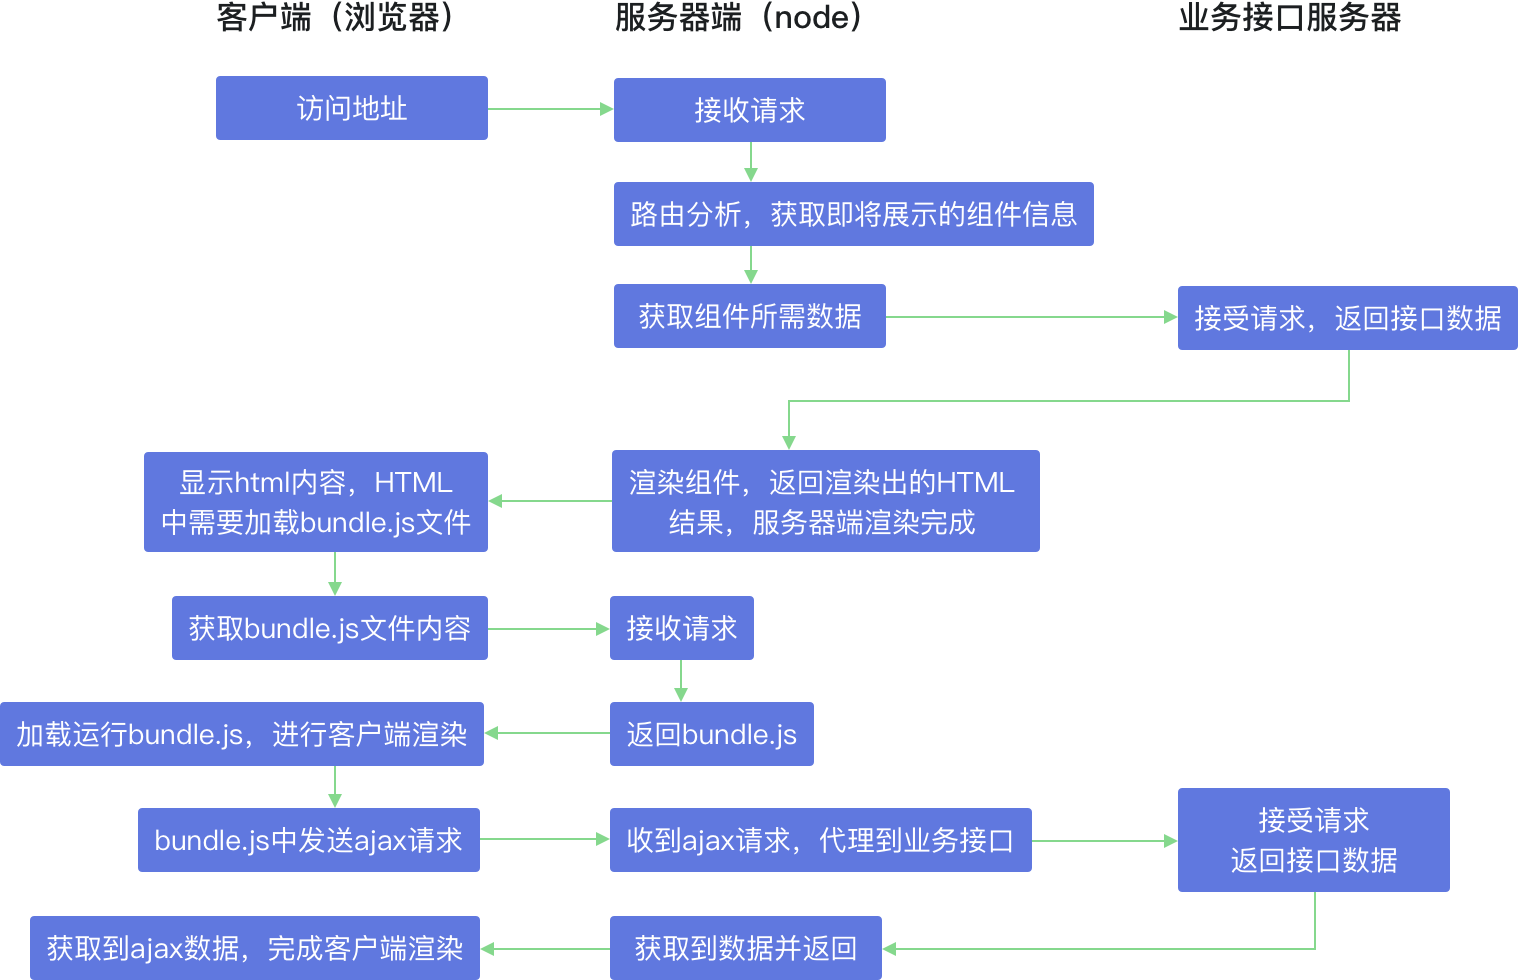 客户端（浏览器）
服务器端（node）
业务接口服务器
访问地址
接收请求
路由分析，获取即将展示的组件信息
获取组件所需数据
接受请求，返回接口数据
渲染组件，返回渲染出的HTML
结果，服务器端渲染完成
显示html内容，HTML
中需要加载bundle.js文件
获取bundle.js文件内容
接收请求
返回bundle.js
加载运行bundle.js，进行客户端渲染
bundle.js中发送ajax请求
收到ajax请求，代理到业务接口
接受请求
返回接口数据
获取到数据并返回
获取到ajax数据，完成客户端渲染